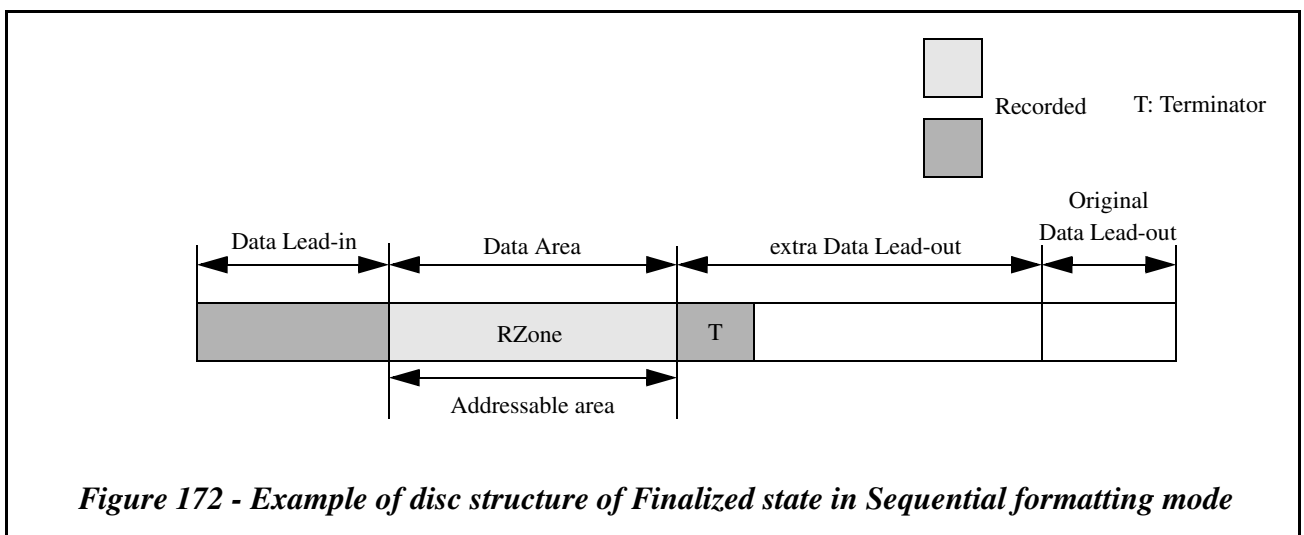 Recorded T: Terminator
Original
Data Lead-out
Data Lead-in
Data Area
extra Data Lead-out
RZone
T
Addressable area
Figure 172 - Example of disc structure of Finalized state in Sequential formatting mode